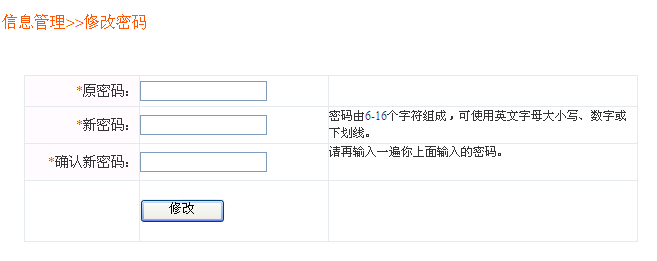 信息管理>>修改密码
*原密码：
*新密码：
密码由6-16个字符组成，可使用英文字母大小写、数字或
下划线。
*确认新密码：
请再输入一遍你上面输入的密码。
修改